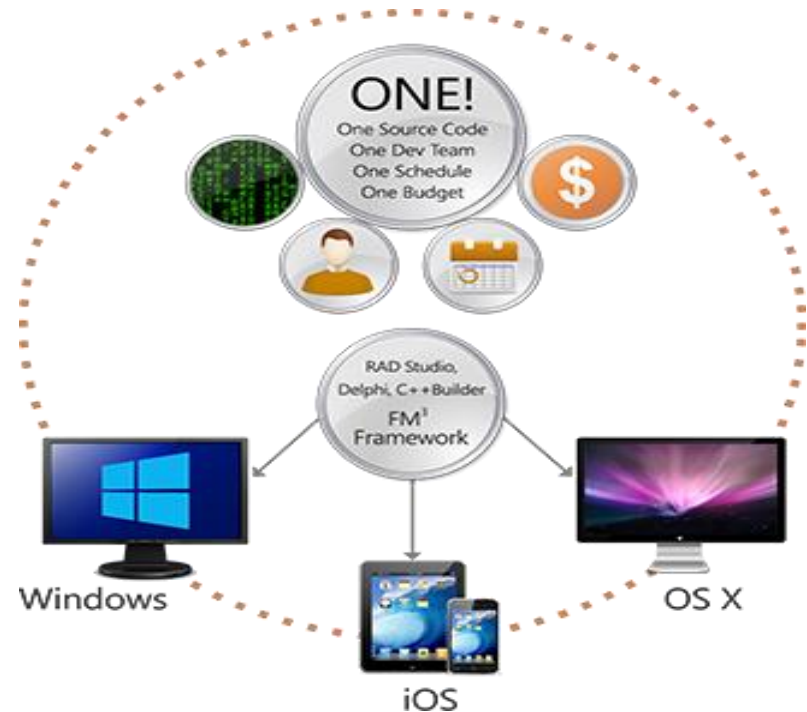 ONE!
One Source Code
One Dev Team
One Schedule
One Budget
$
RAD Studio,
Delphi, C++Builder
FM³
Framework
Windows
OS X
iOS